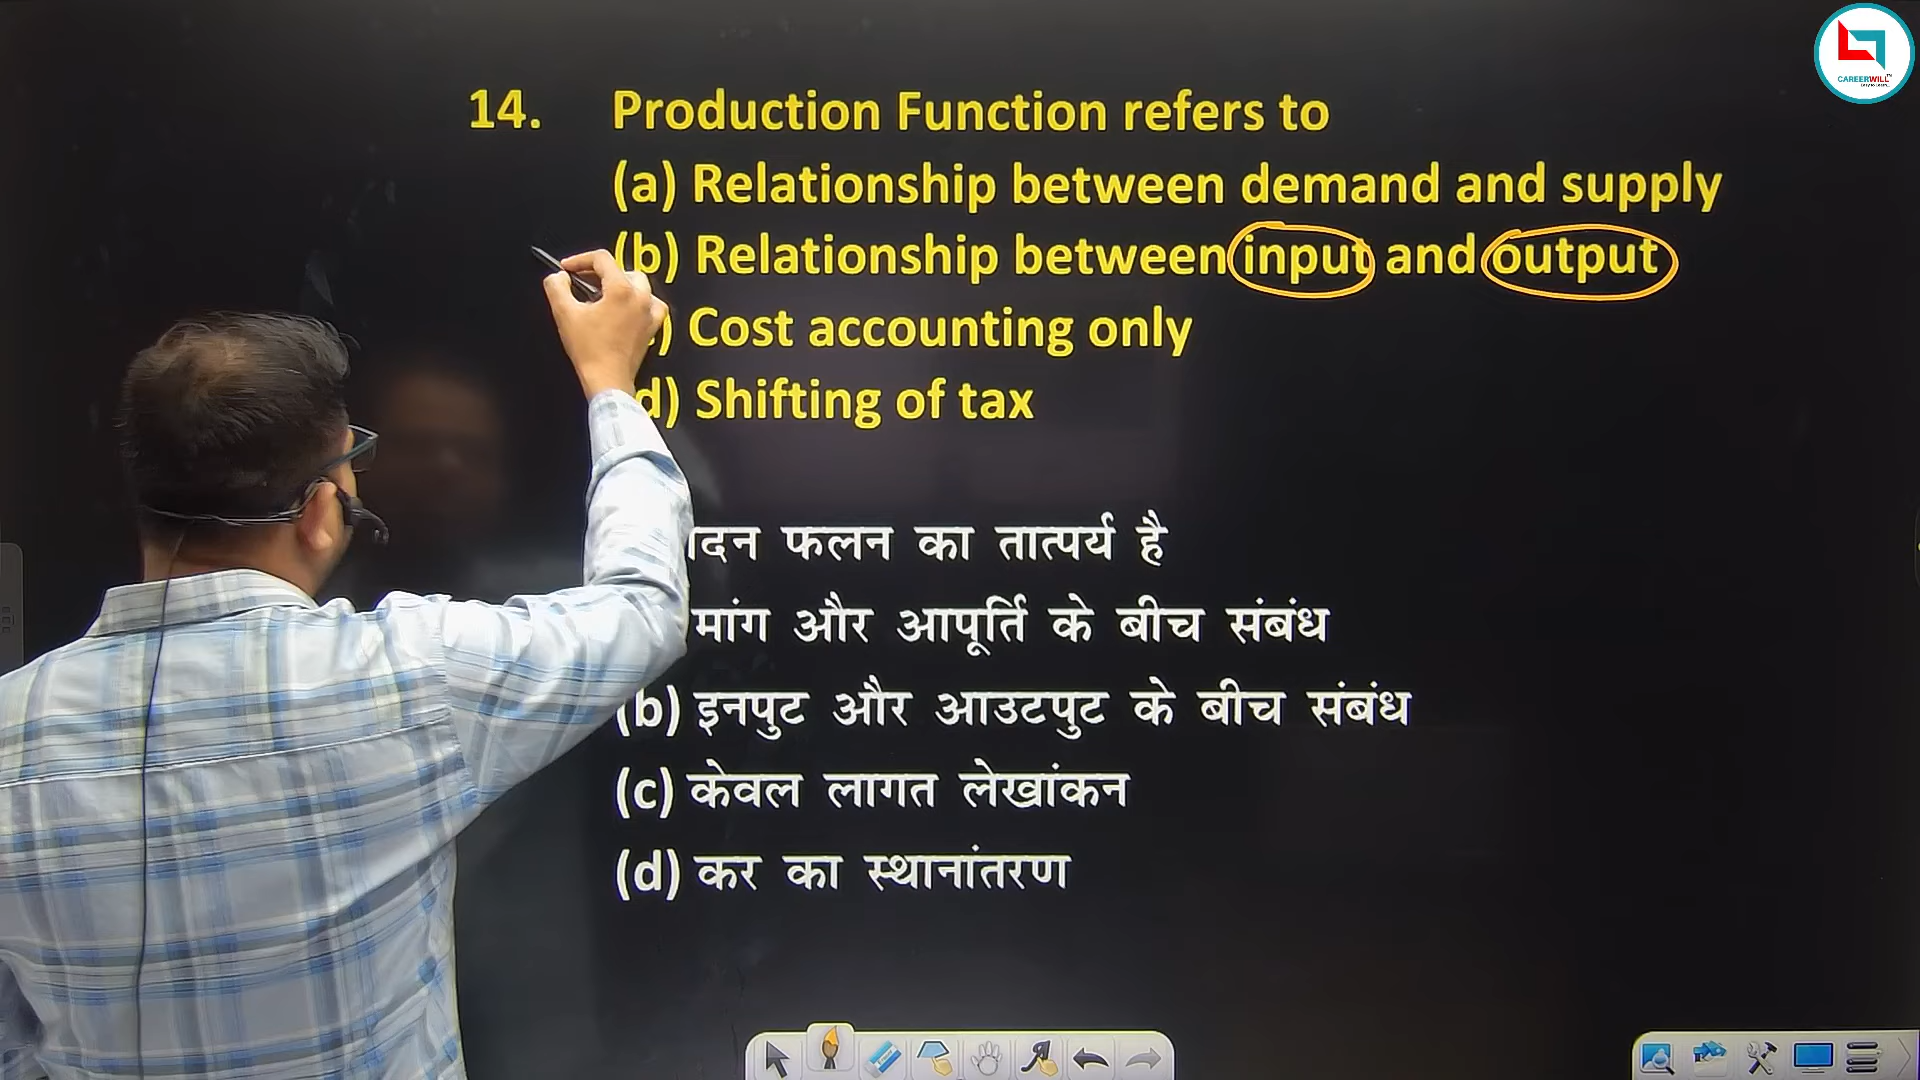 CAREERWILL
14. Production Function refers to
(a) Relationship between demand and supply
(b) Relationship between input and output
) Cost accounting only
d) Shifting of tax
ादन फलन का तात्पर्य है
मांग और आपूर्ति के बीच संबंध
(b) इनपुट और आउटपुट के बीच संबंध
(c) केवल लागत लेखांकन
(d) कर का स्थानांतरण